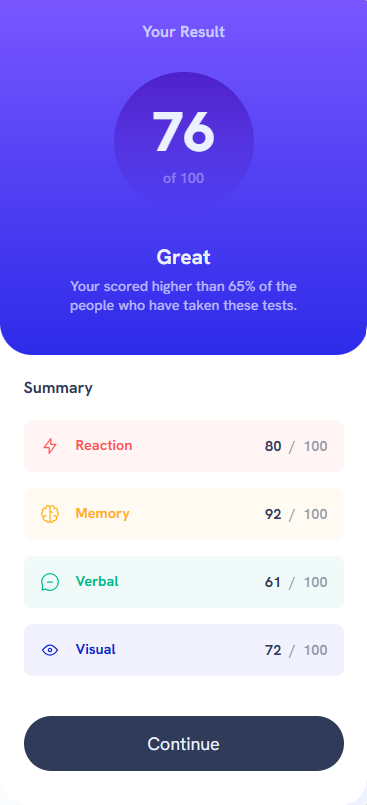 Your Result
76
of 100
Great
Your scored higher than 65% of the
people who have taken these tests.
Summary
Reaction 80 / 100
Memory 92 / 100
Verbal 61 / 100
Visual 72 / 100
Continue